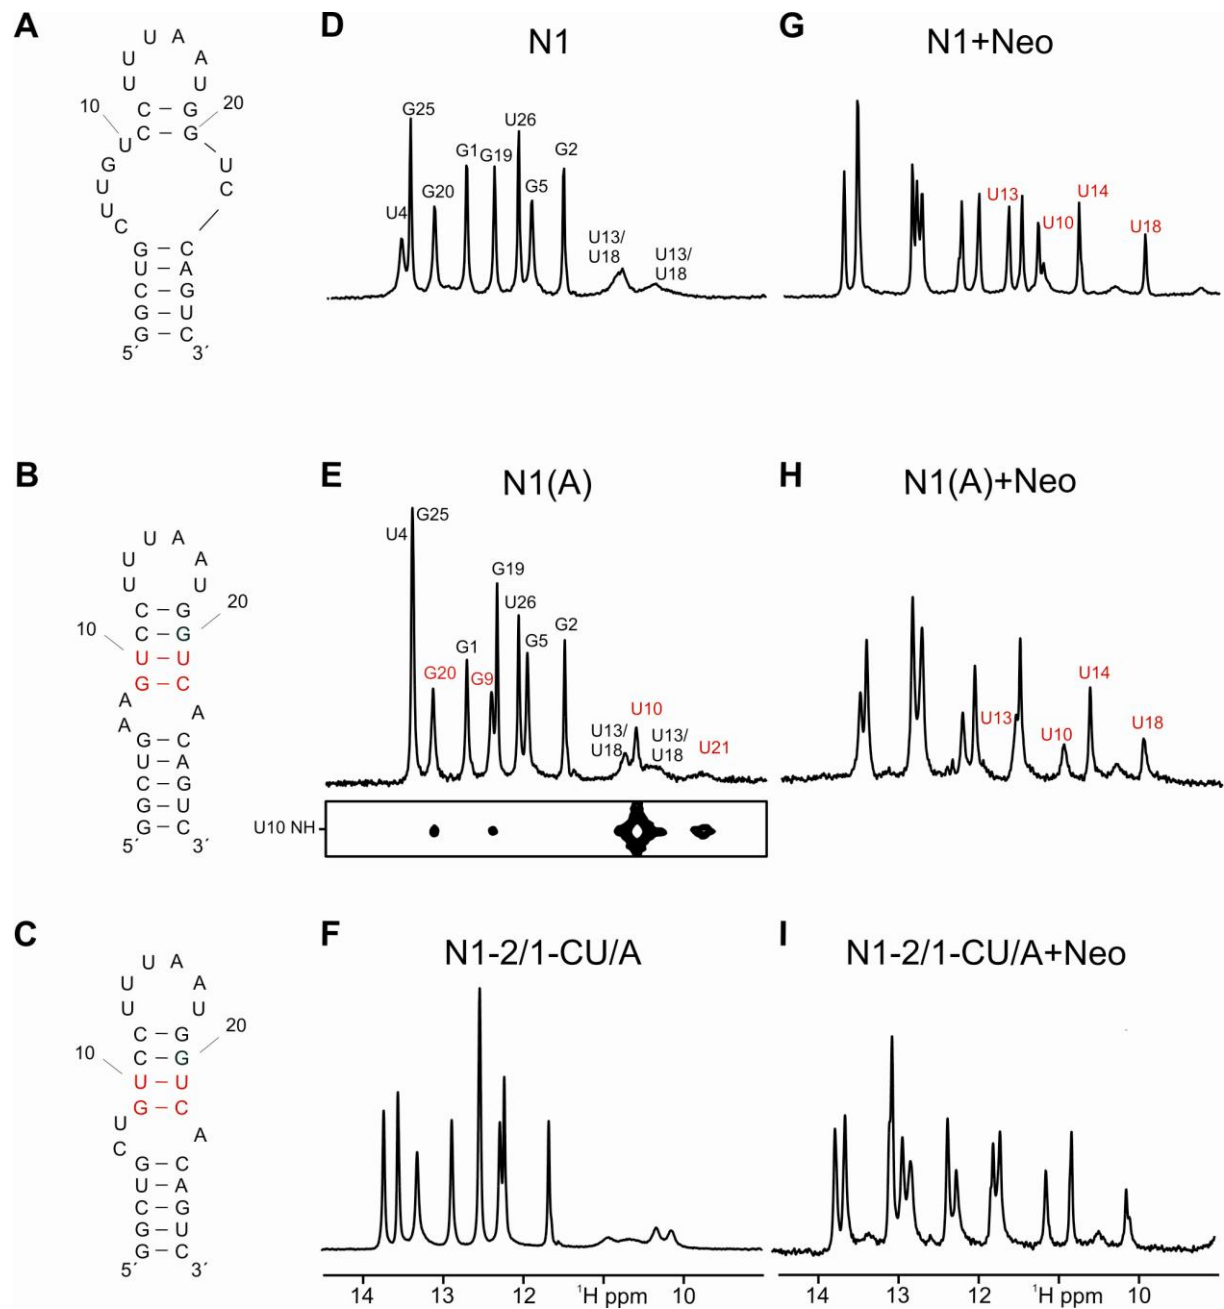 A
U A
U A
U U
10 C – G 20
U C – G
G U
U C
U
C
G – C
U – A
C – G
G – U
G – C
5´ 3´
D
N1
G25
U4
G20
G1
G19
U26
G5
G2
U13/
U18
U13/
U18
G
N1+Neo
U13
U10
U14
U18
B
U A
U A
U U
C – G 20
10 C – G
U – U
G – C
A
A A
G – C
U – A
C – G
G – U
G – C
5´ 3´
E
N1(A)
U4
G25
G20
G1
G9
G19
U26
G5
G2
U13/
U18
U10
U13/
U18
U21
U10 NH
H
N1(A)+Neo
U13
U10
U14
U18
C
U A
U A
U U
C – G 20
10 C – G
U – U
G – C
U A
C
G – C
U – A
C – G
G – U
G – C
5´ 3´
F
N1-2/1-CU/A
14 13 12 ¹H ppm 10
I
N1-2/1-CU/A+Neo
14 13 12 ¹H ppm 10